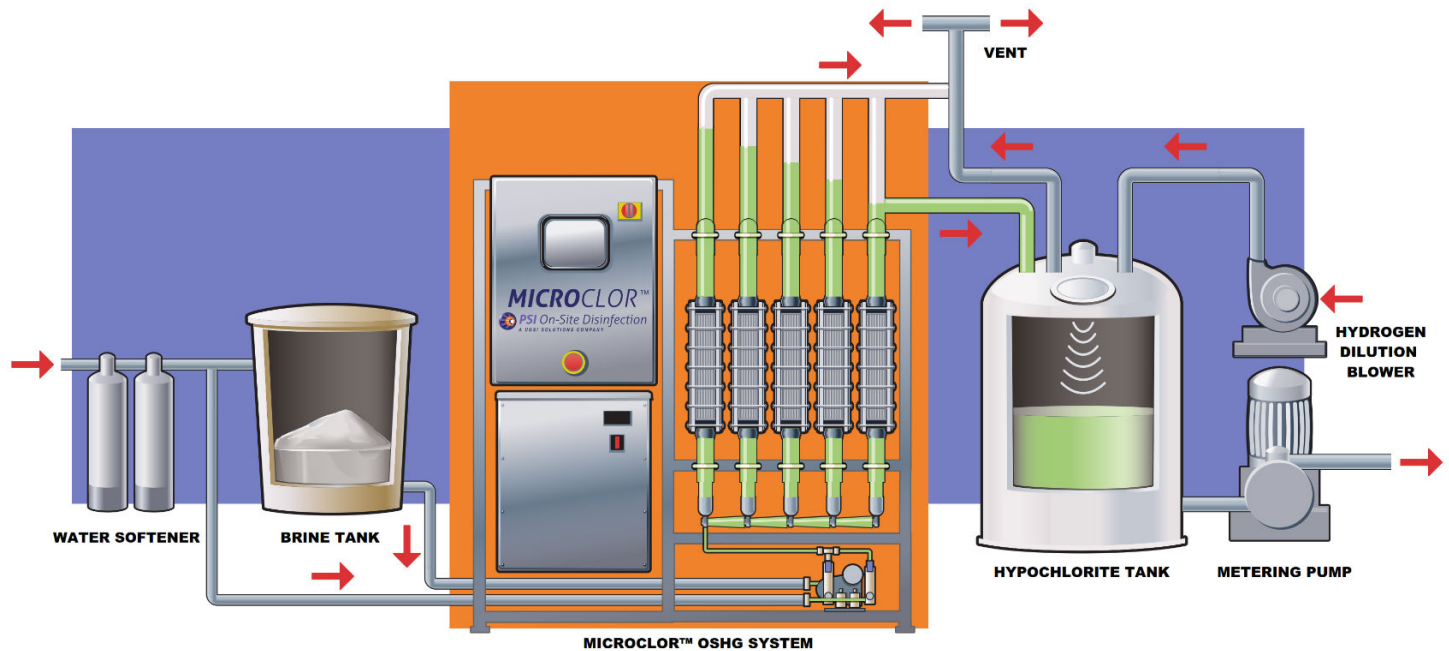 VENT
MICROCLOR™
PSI On-Site Disinfection
A UGSI SOLUTIONS COMPANY
HYDROGEN
DILUTION
BLOWER
WATER SOFTENER
BRINE TANK
HYPOCHLORITE TANK
METERING PUMP
MICROCLOR™ OSHG SYSTEM